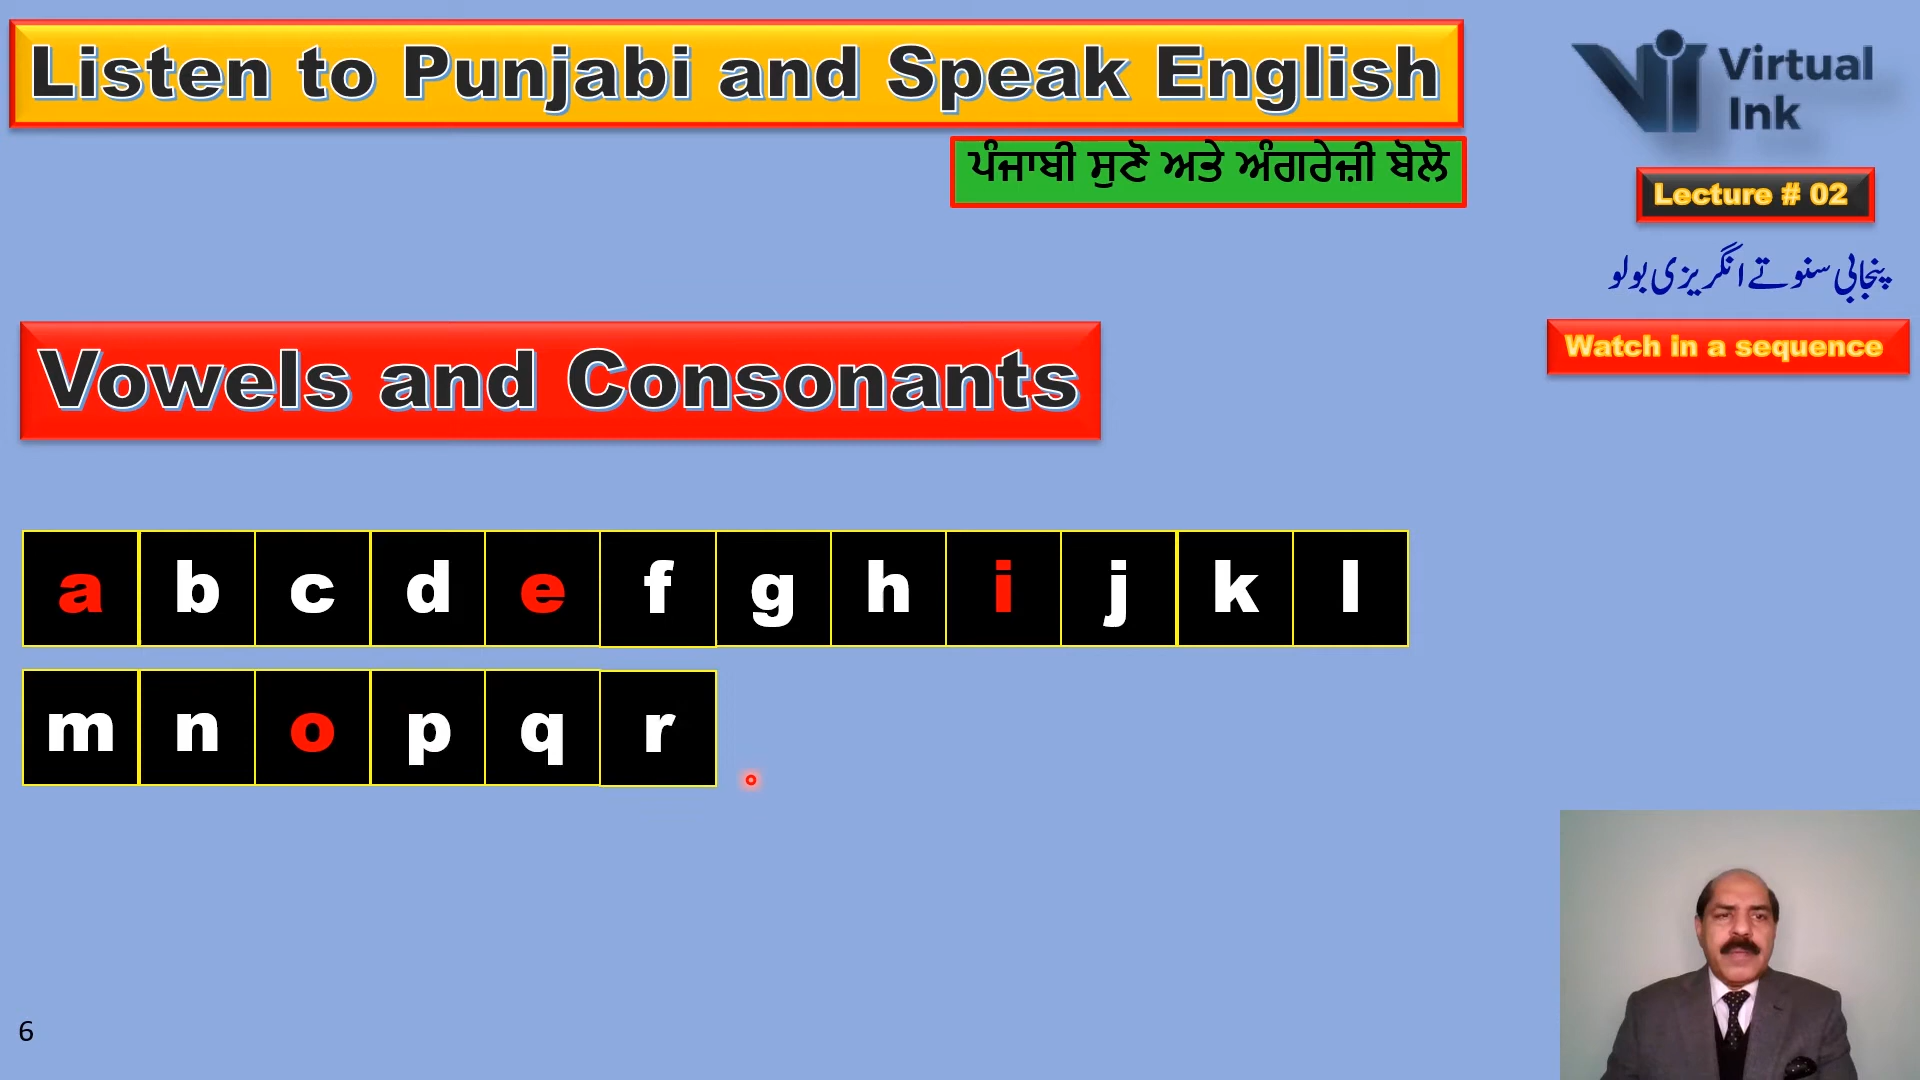 Listen to Punjabi and Speak English
Virtual
Ink
ਪੰਜਾਬੀ ਸੁਣੋ ਅਤੇ ਅੰਗਰੇਜ਼ੀ ਬੋਲੋ
Lecture # 02
پنجابی سنو تے انگریزی بولو
Watch in a sequence
Vowels and Consonants
a b c d e f g h i j k l
m n o p q r
6